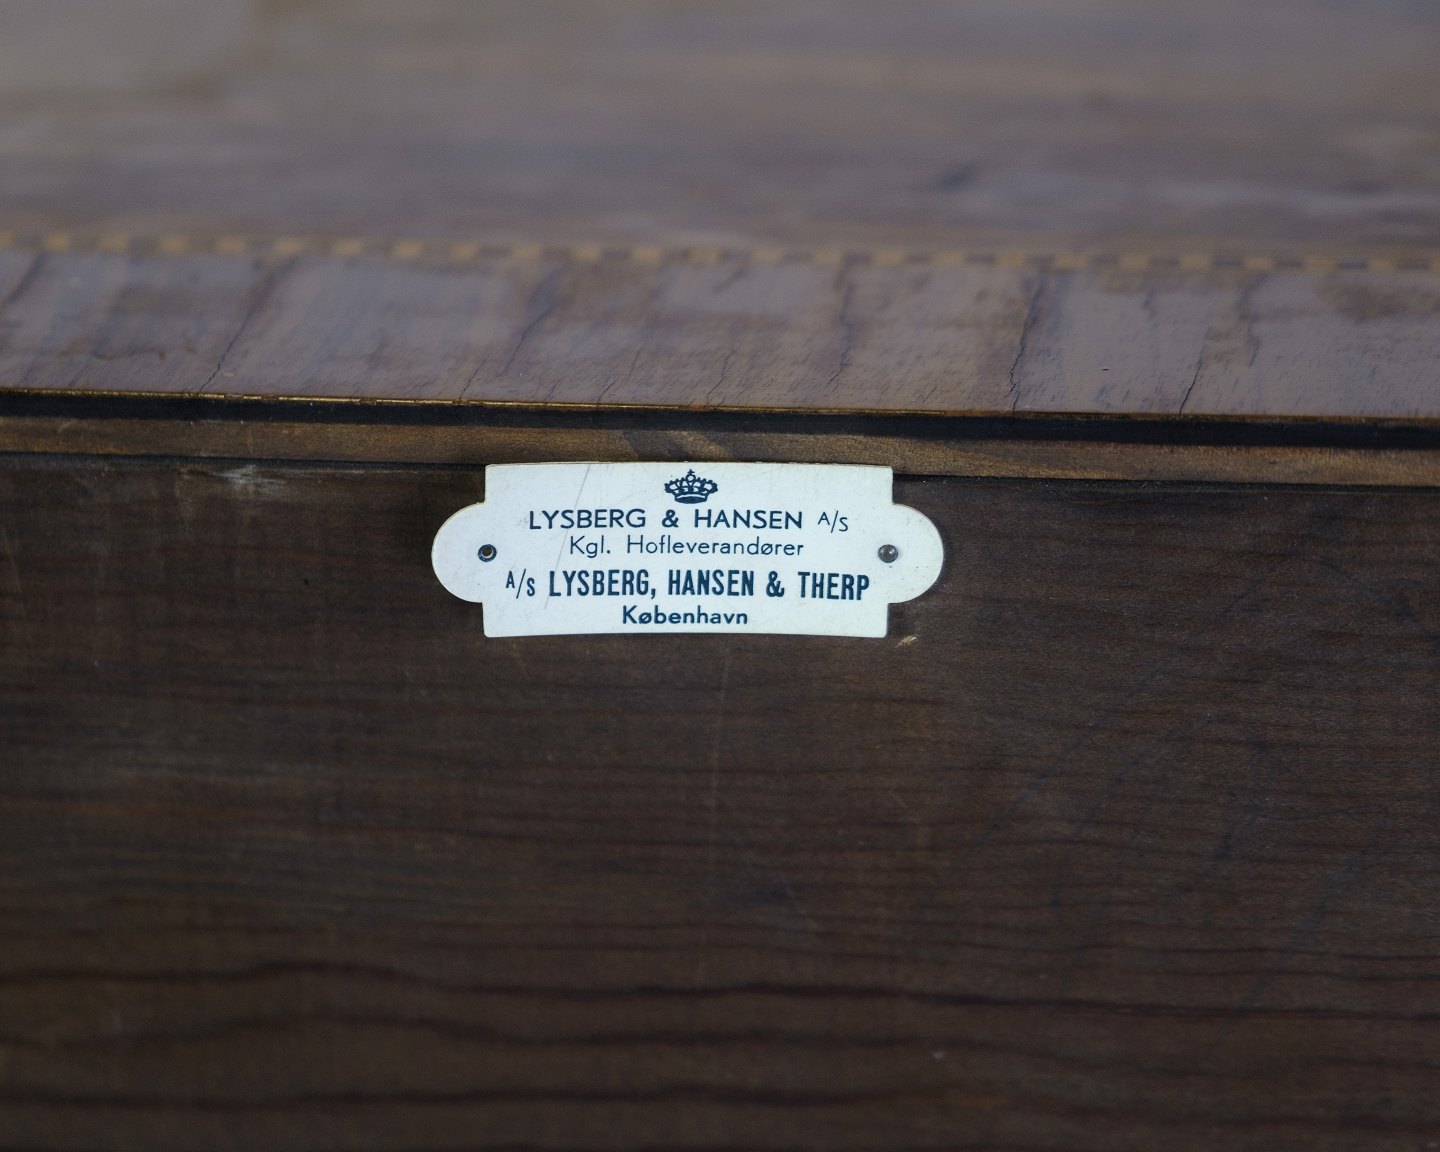 LYSBERG & HANSEN A/S
Kgl. Hofleverandører
A/S LYSBERG, HANSEN & THERP
København